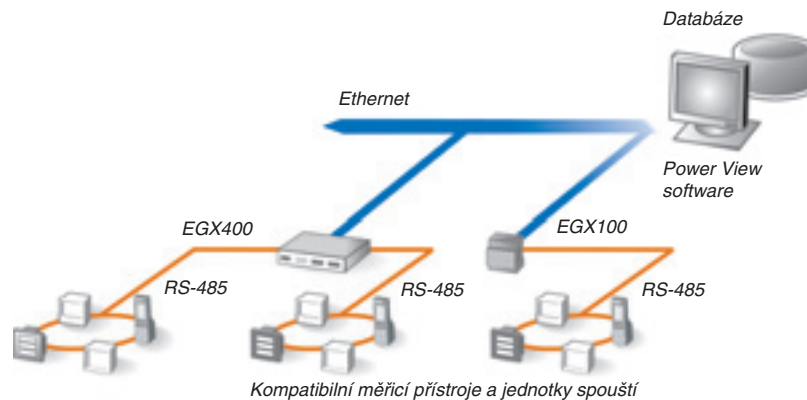 Databáze
Ethernet
Power View
software
EGX400
EGX100
RS-485
RS-485
RS-485
Kompatibilní měřicí přístroje a jednotky spouští